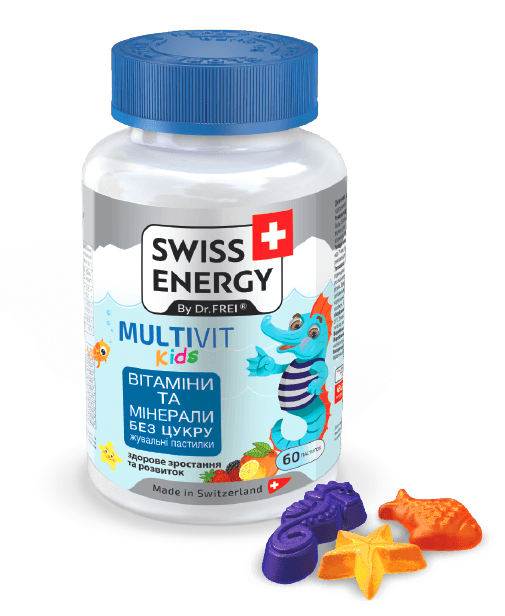 SWISS
ENERGY
By Dr.FREI®
MULTIVIT
Kids
ВІТАМІНИ
ТА
МІНЕРАЛИ
БЕЗ ЦУКРУ
жувальні пастилки
здорове зростання
та розвиток
60 пастилок
Made in Switzerland